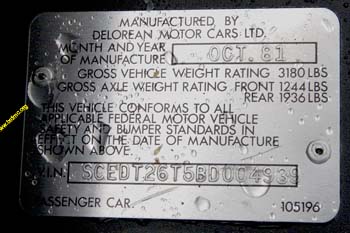 MANUFACTURED BY
DELOREAN MOTOR CARS LTD.
MONTH AND YEAR
OF MANUFACTURE OCT. 81
GROSS VEHICLE WEIGHT RATING 3180 LBS
GROSS AXLE WEIGHT RATING FRONT 1244 LBS
REAR 1936 LBS
THIS VEHICLE CONFORMS TO ALL
APPLICABLE FEDERAL MOTOR VEHICLE
SAFETY AND BUMPER STANDARDS IN
EFFECT ON THE DATE OF MANUFACTURE
SHOWN ABOVE.
V.I.N. SCEDT26T5BD004939
PASSENGER CAR. 105196